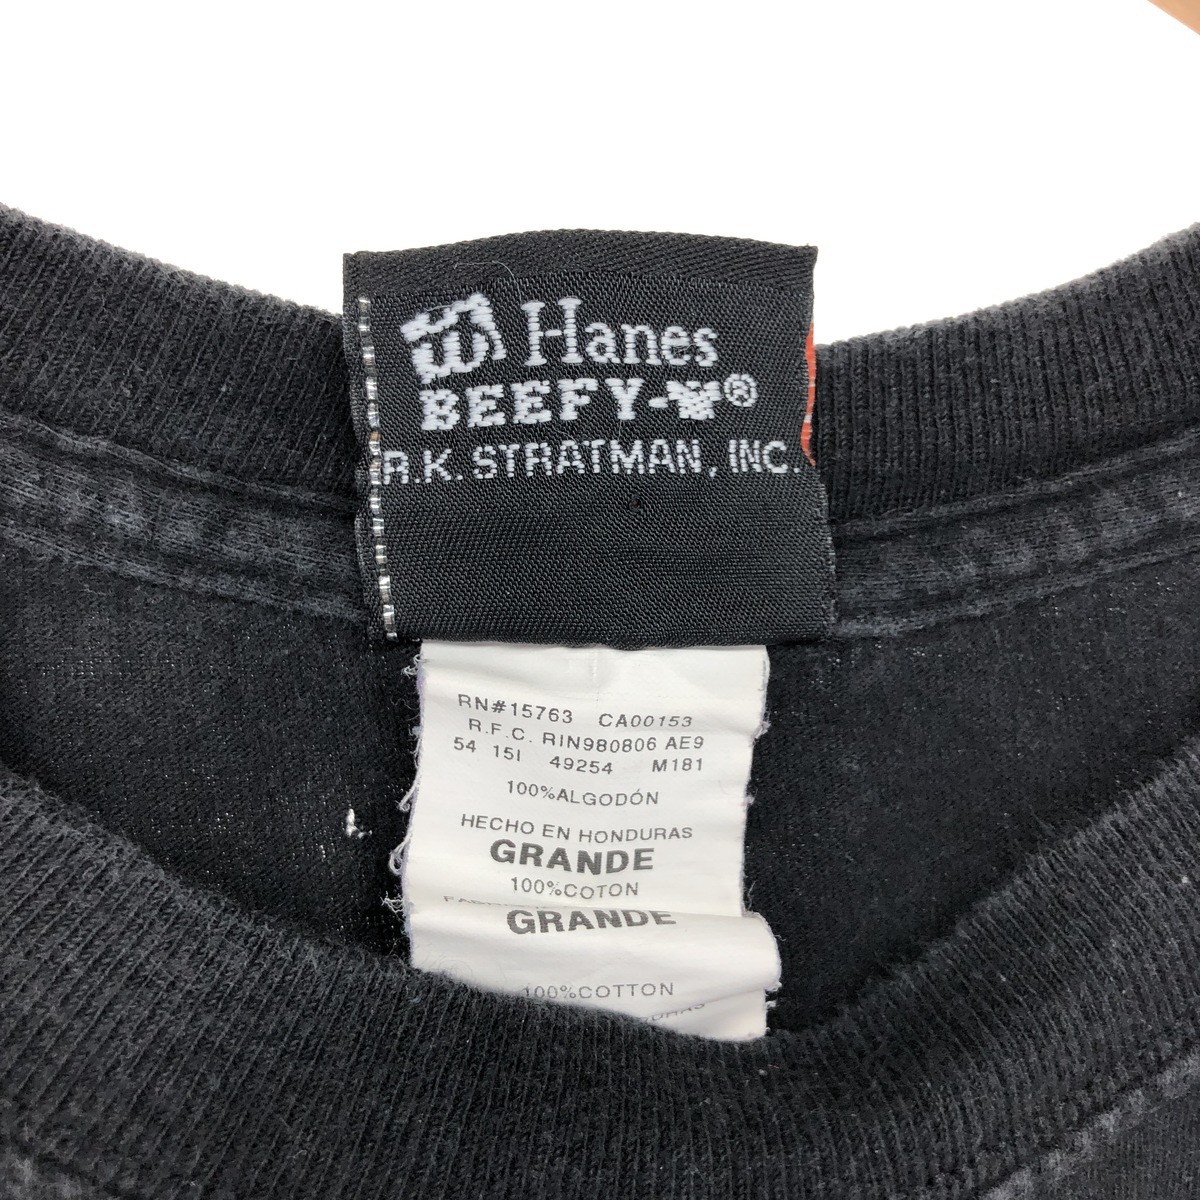 Hanes
BEEFY-T®
R.K. STRATMAN, INC.
RN#15763 CA00153
R.F.C. RIN980806 AE9
54 15I 49254 M181
100%ALGODÓN
HECHO EN HONDURAS
GRANDE
100%COTON
GRANDE
100%COTTON